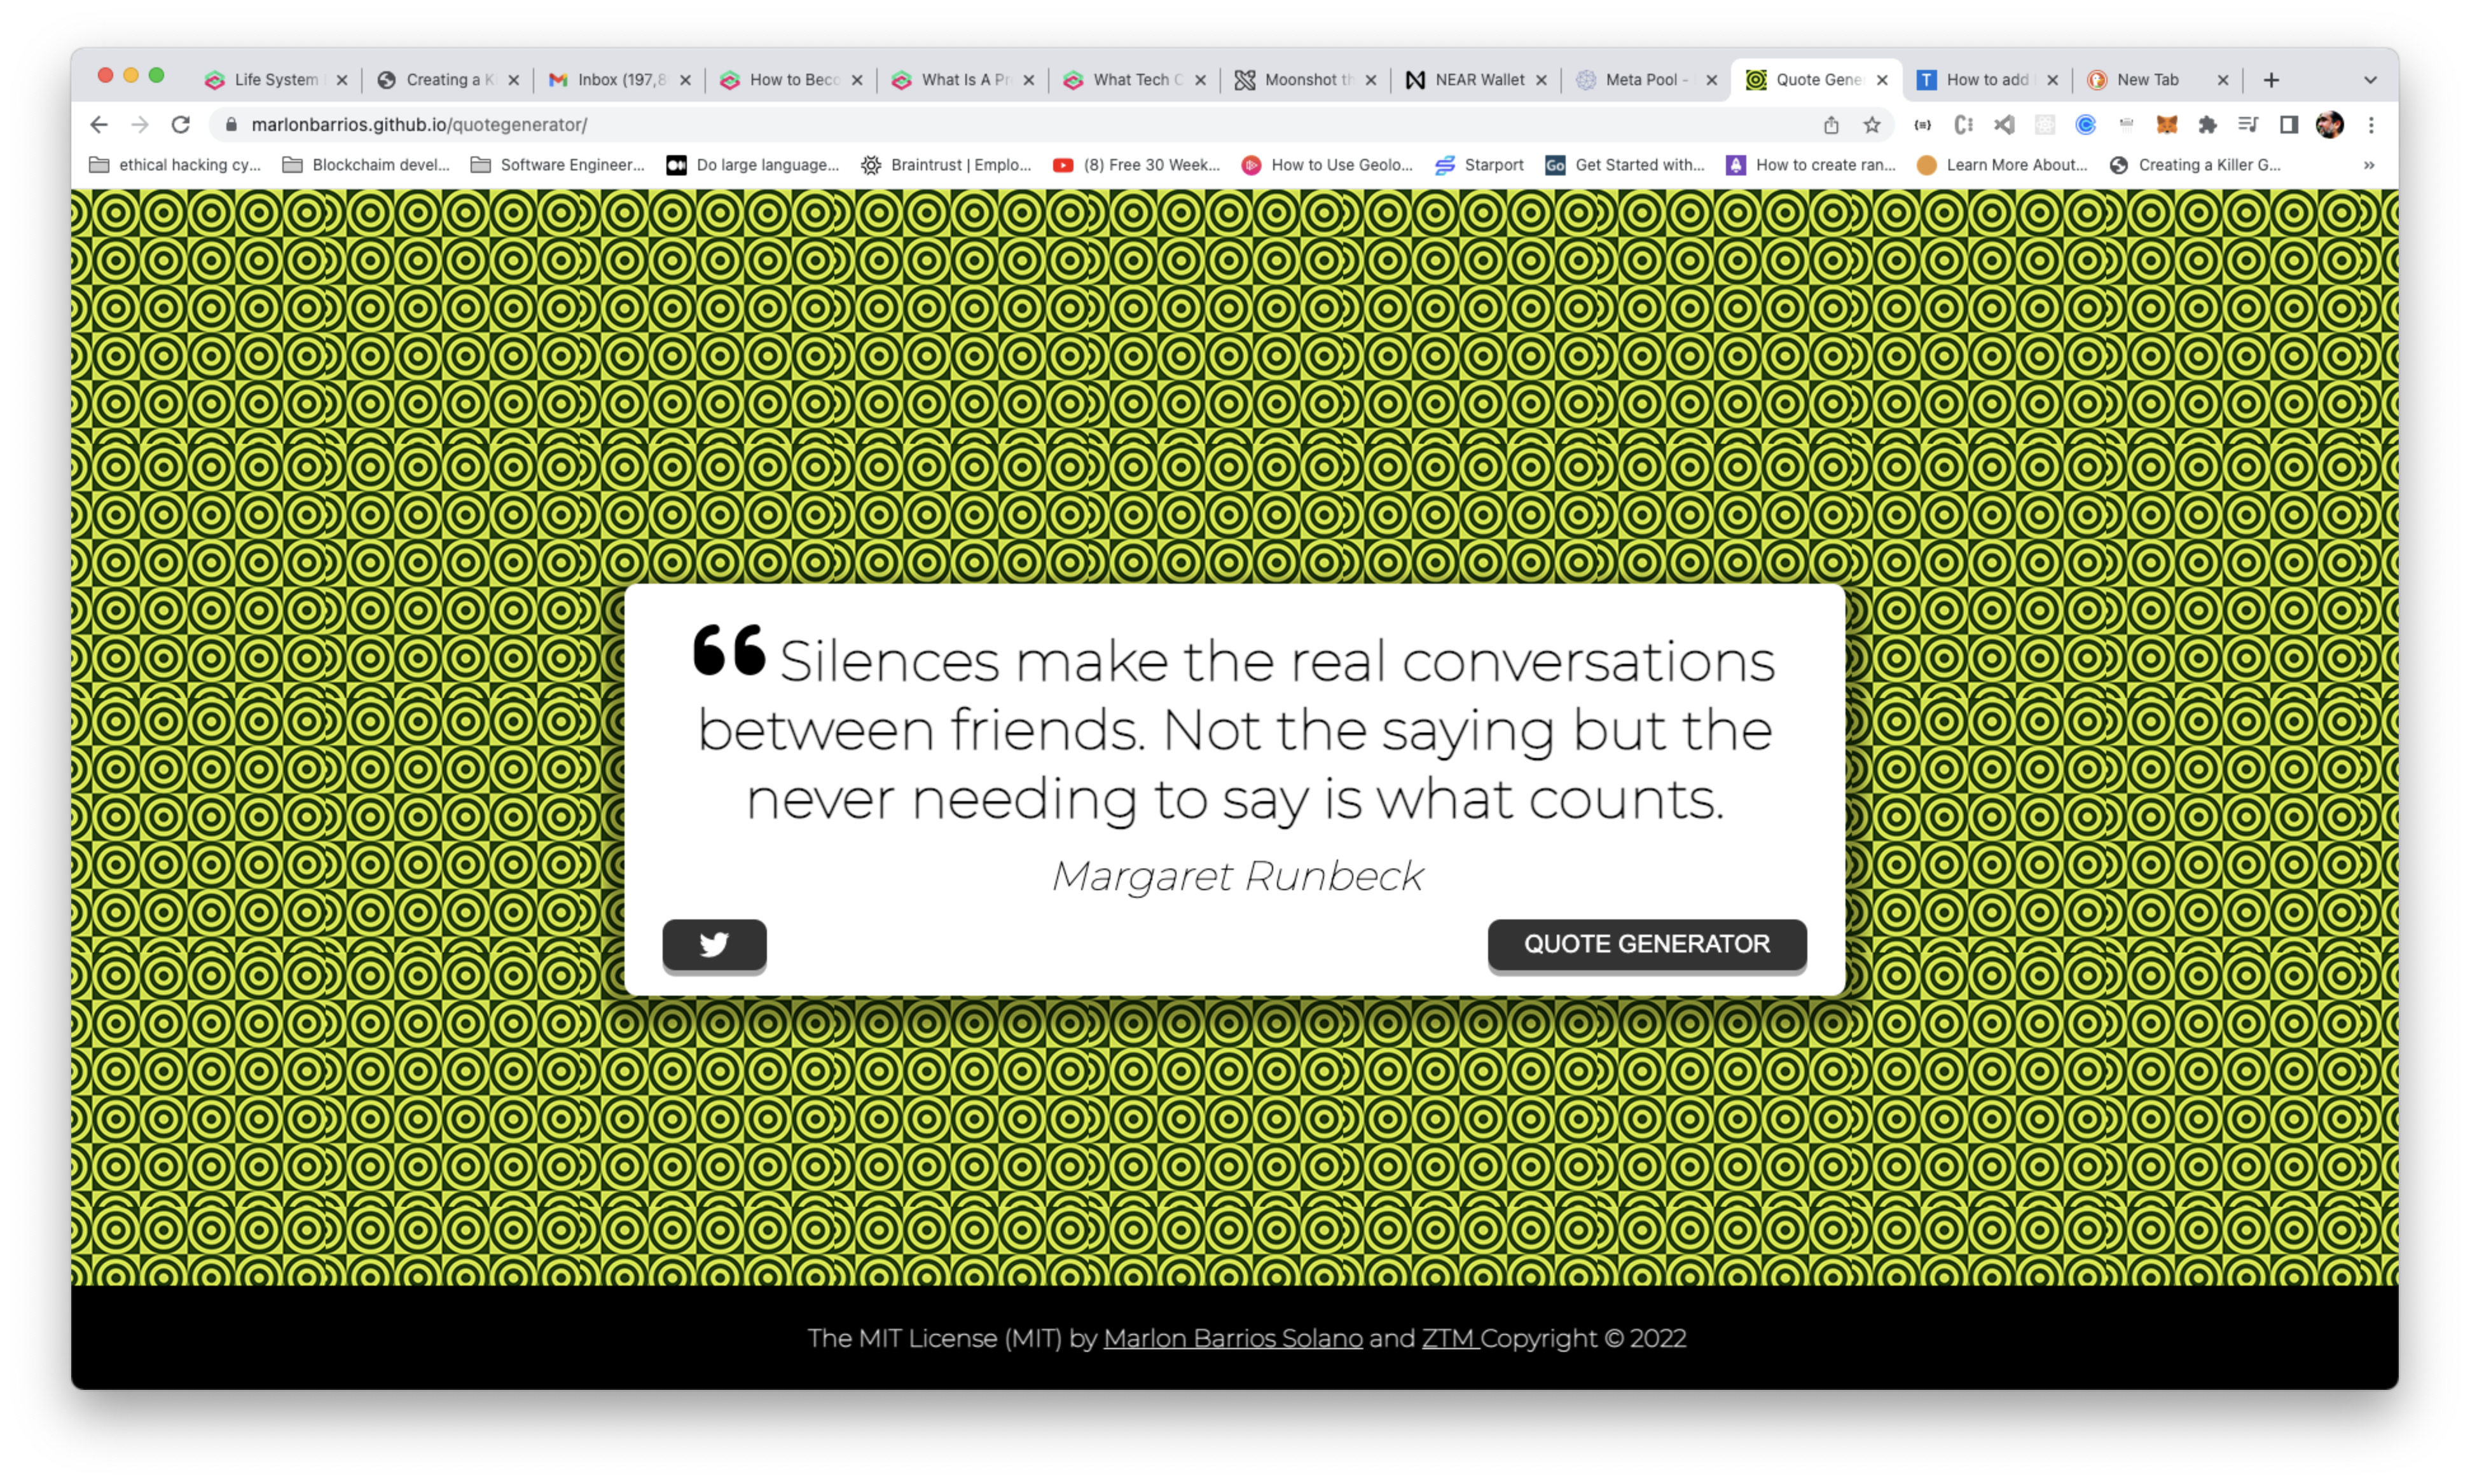 Life System
Creating a K
Inbox (197,8
How to Beco
What Is A Pr
What Tech C
Moonshot th
NEAR Wallet
Meta Pool -
Quote Gene
How to add
New Tab
marlonbarrios.github.io/quotegenerator/
ethical hacking cy...
Blockchaim devel...
Software Engineer...
Do large language...
Braintrust | Emplo...
(8) Free 30 Week...
How to Use Geolo...
Starport
Get Started with...
How to create ran...
Learn More About...
Creating a Killer G...
“ Silences make the real conversations
between friends. Not the saying but the
never needing to say is what counts.
Margaret Runbeck
QUOTE GENERATOR
The MIT License (MIT) by Marlon Barrios Solano and ZTM Copyright © 2022